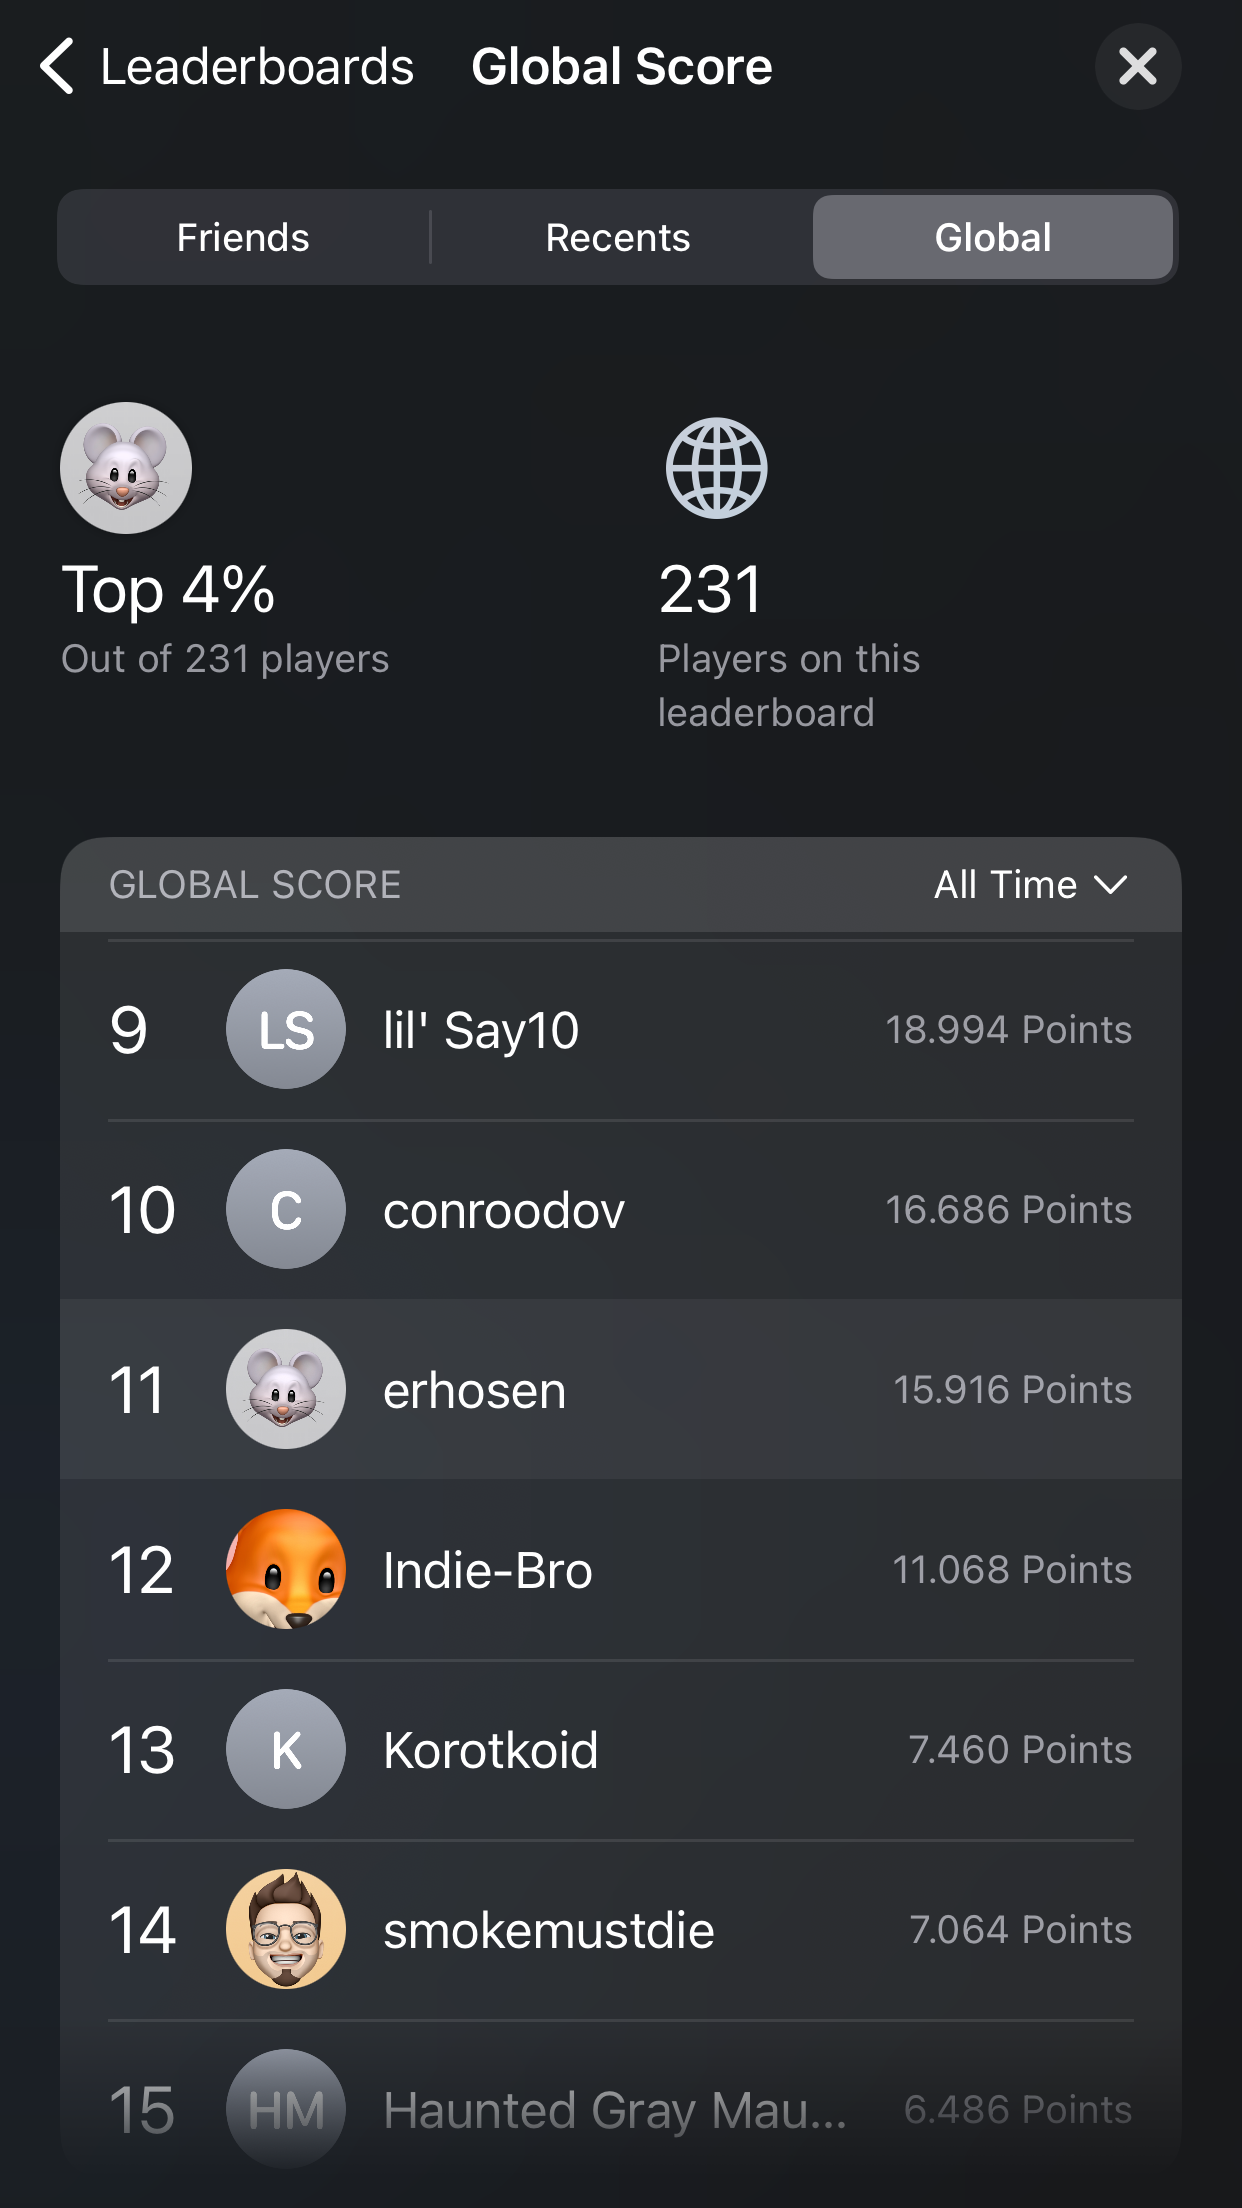 Leaderboards
Global Score
Friends
Recents
Global
Top 4%
Out of 231 players
231
Players on this
leaderboard
GLOBAL SCORE
All Time
9 LS lil' Say10 18.994 Points
10 C conroodov 16.686 Points
11 erhosen 15.916 Points
12 Indie-Bro 11.068 Points
13 K Korotkoid 7.460 Points
14 smokemustdie 7.064 Points
15 HM Haunted Gray Mau... 6.486 Points